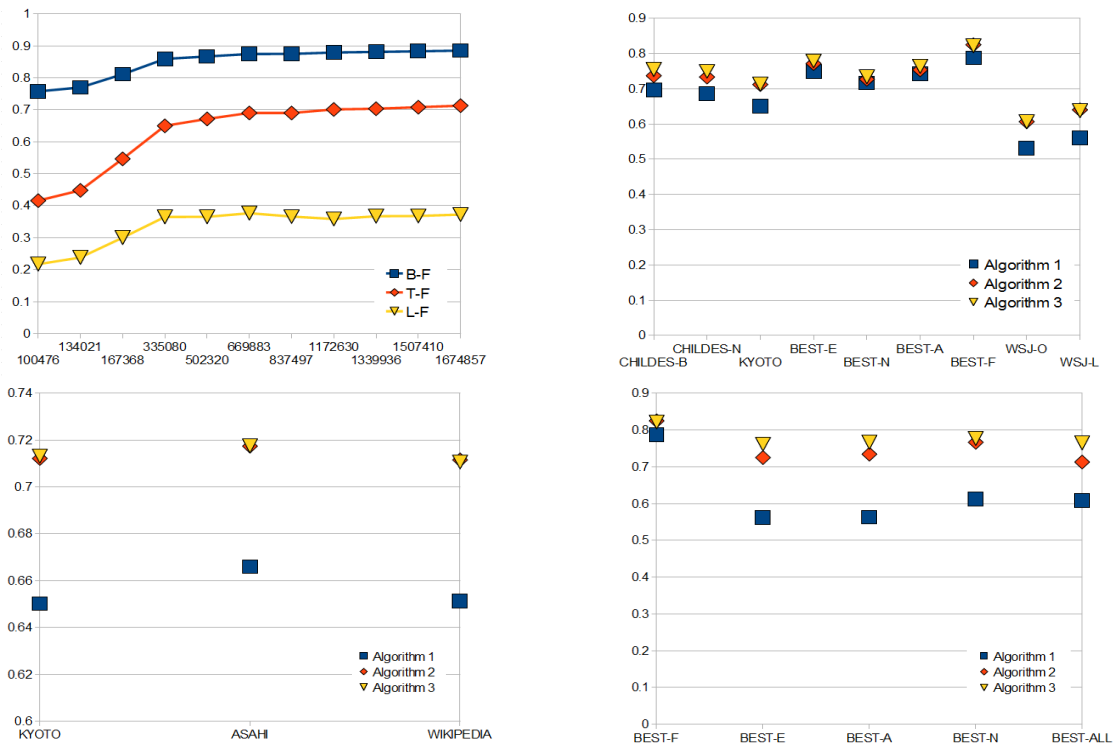 1
0.9
0.8
0.7
0.6
0.5
0.4
0.3
0.2
0.1
0
B-F
T-F
L-F
134021 335080 669883 1172630 1507410
100476 167368 502320 837497 1339936 1674857
0.9
0.8
0.7
0.6
0.5
0.4
0.3
0.2
0.1
0
Algorithm 1
Algorithm 2
Algorithm 3
CHILDES-N BEST-E BEST-A WSJ-O
CHILDES-B KYOTO BEST-N BEST-F WSJ-L
0.74
0.72
0.7
0.68
0.66
0.64
0.62
0.6
Algorithm 1
Algorithm 2
Algorithm 3
KYOTO ASAHI WIKIPEDIA
0.9
0.8
0.7
0.6
0.5
0.4
0.3
0.2
0.1
0
Algorithm 1
Algorithm 2
Algorithm 3
BEST-F BEST-E BEST-A BEST-N BEST-ALL